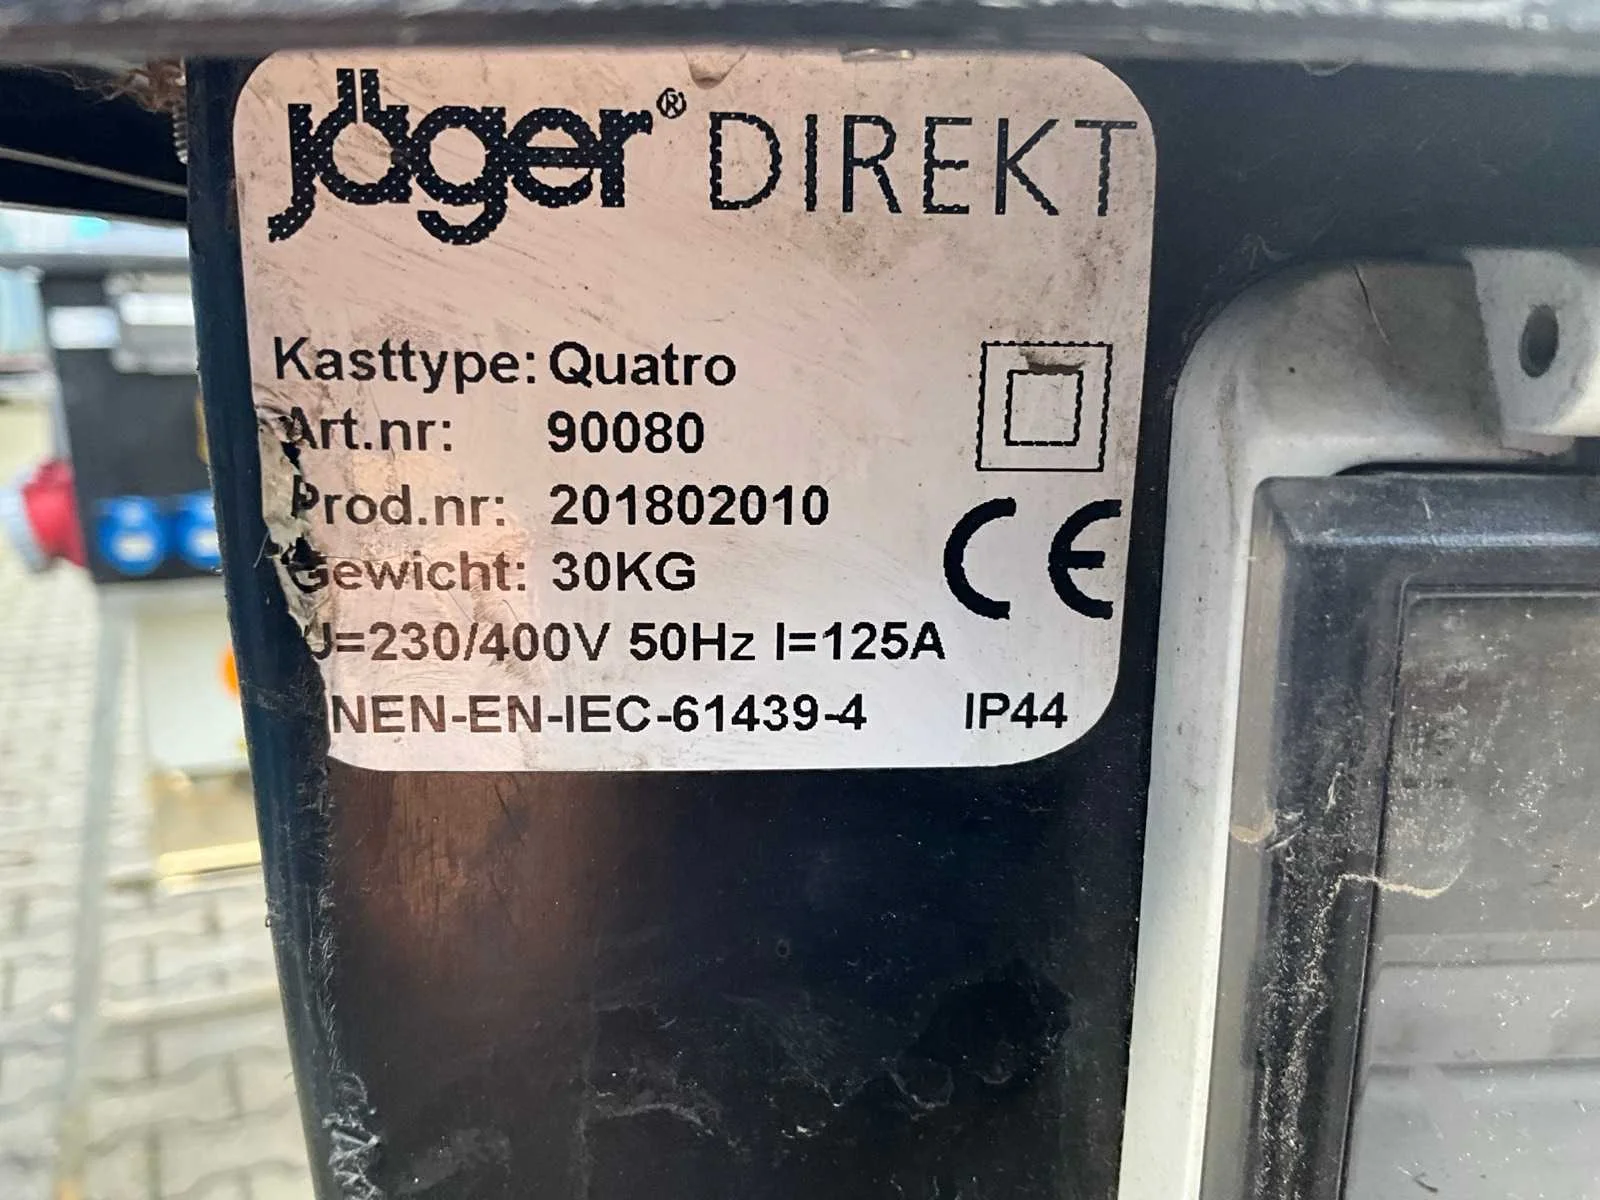 jäger® DIREKT
Kasttype: Quatro
Art.nr: 90080
Prod.nr: 201802010
Gewicht: 30KG
CE
U=230/400V 50Hz I=125A
NEN-EN-IEC-61439-4 IP44